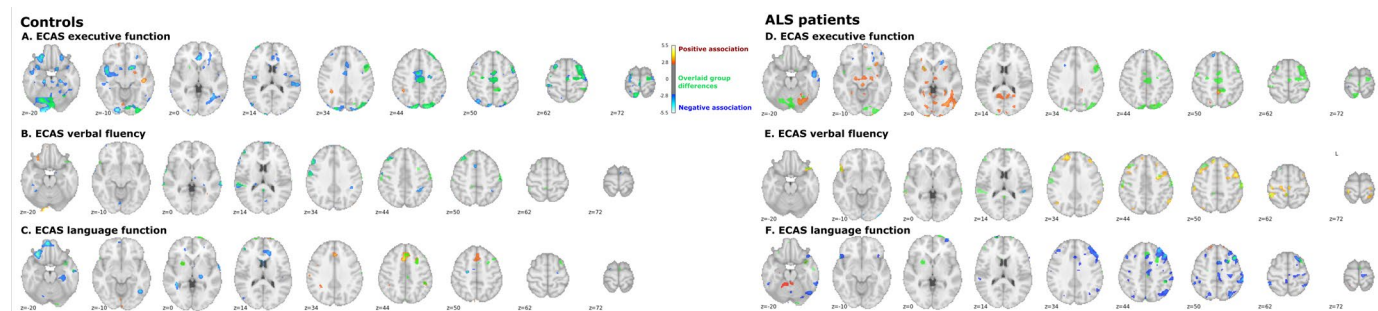 Controls
A. ECAS executive function
z=-20 z=-10 z=0 z=14 z=34 z=44 z=50 z=62 z=72
B. ECAS verbal fluency
z=-20 z=-10 z=0 z=14 z=34 z=44 z=50 z=62 z=72
C. ECAS language function
z=-20 z=-10 z=0 z=14 z=34 z=44 z=50 z=62 z=72
5.5
Positive association
2.8
Overlaid group
differences
-2.8
Negative association
-5.5
ALS patients
D. ECAS executive function
z=-20 z=-10 z=0 z=14 z=34 z=44 z=50 z=62 z=72
E. ECAS verbal fluency
L
z=-20 z=-10 z=0 z=14 z=34 z=44 z=50 z=62 z=72
F. ECAS language function
z=-20 z=-10 z=0 z=14 z=34 z=44 z=50 z=62 z=72